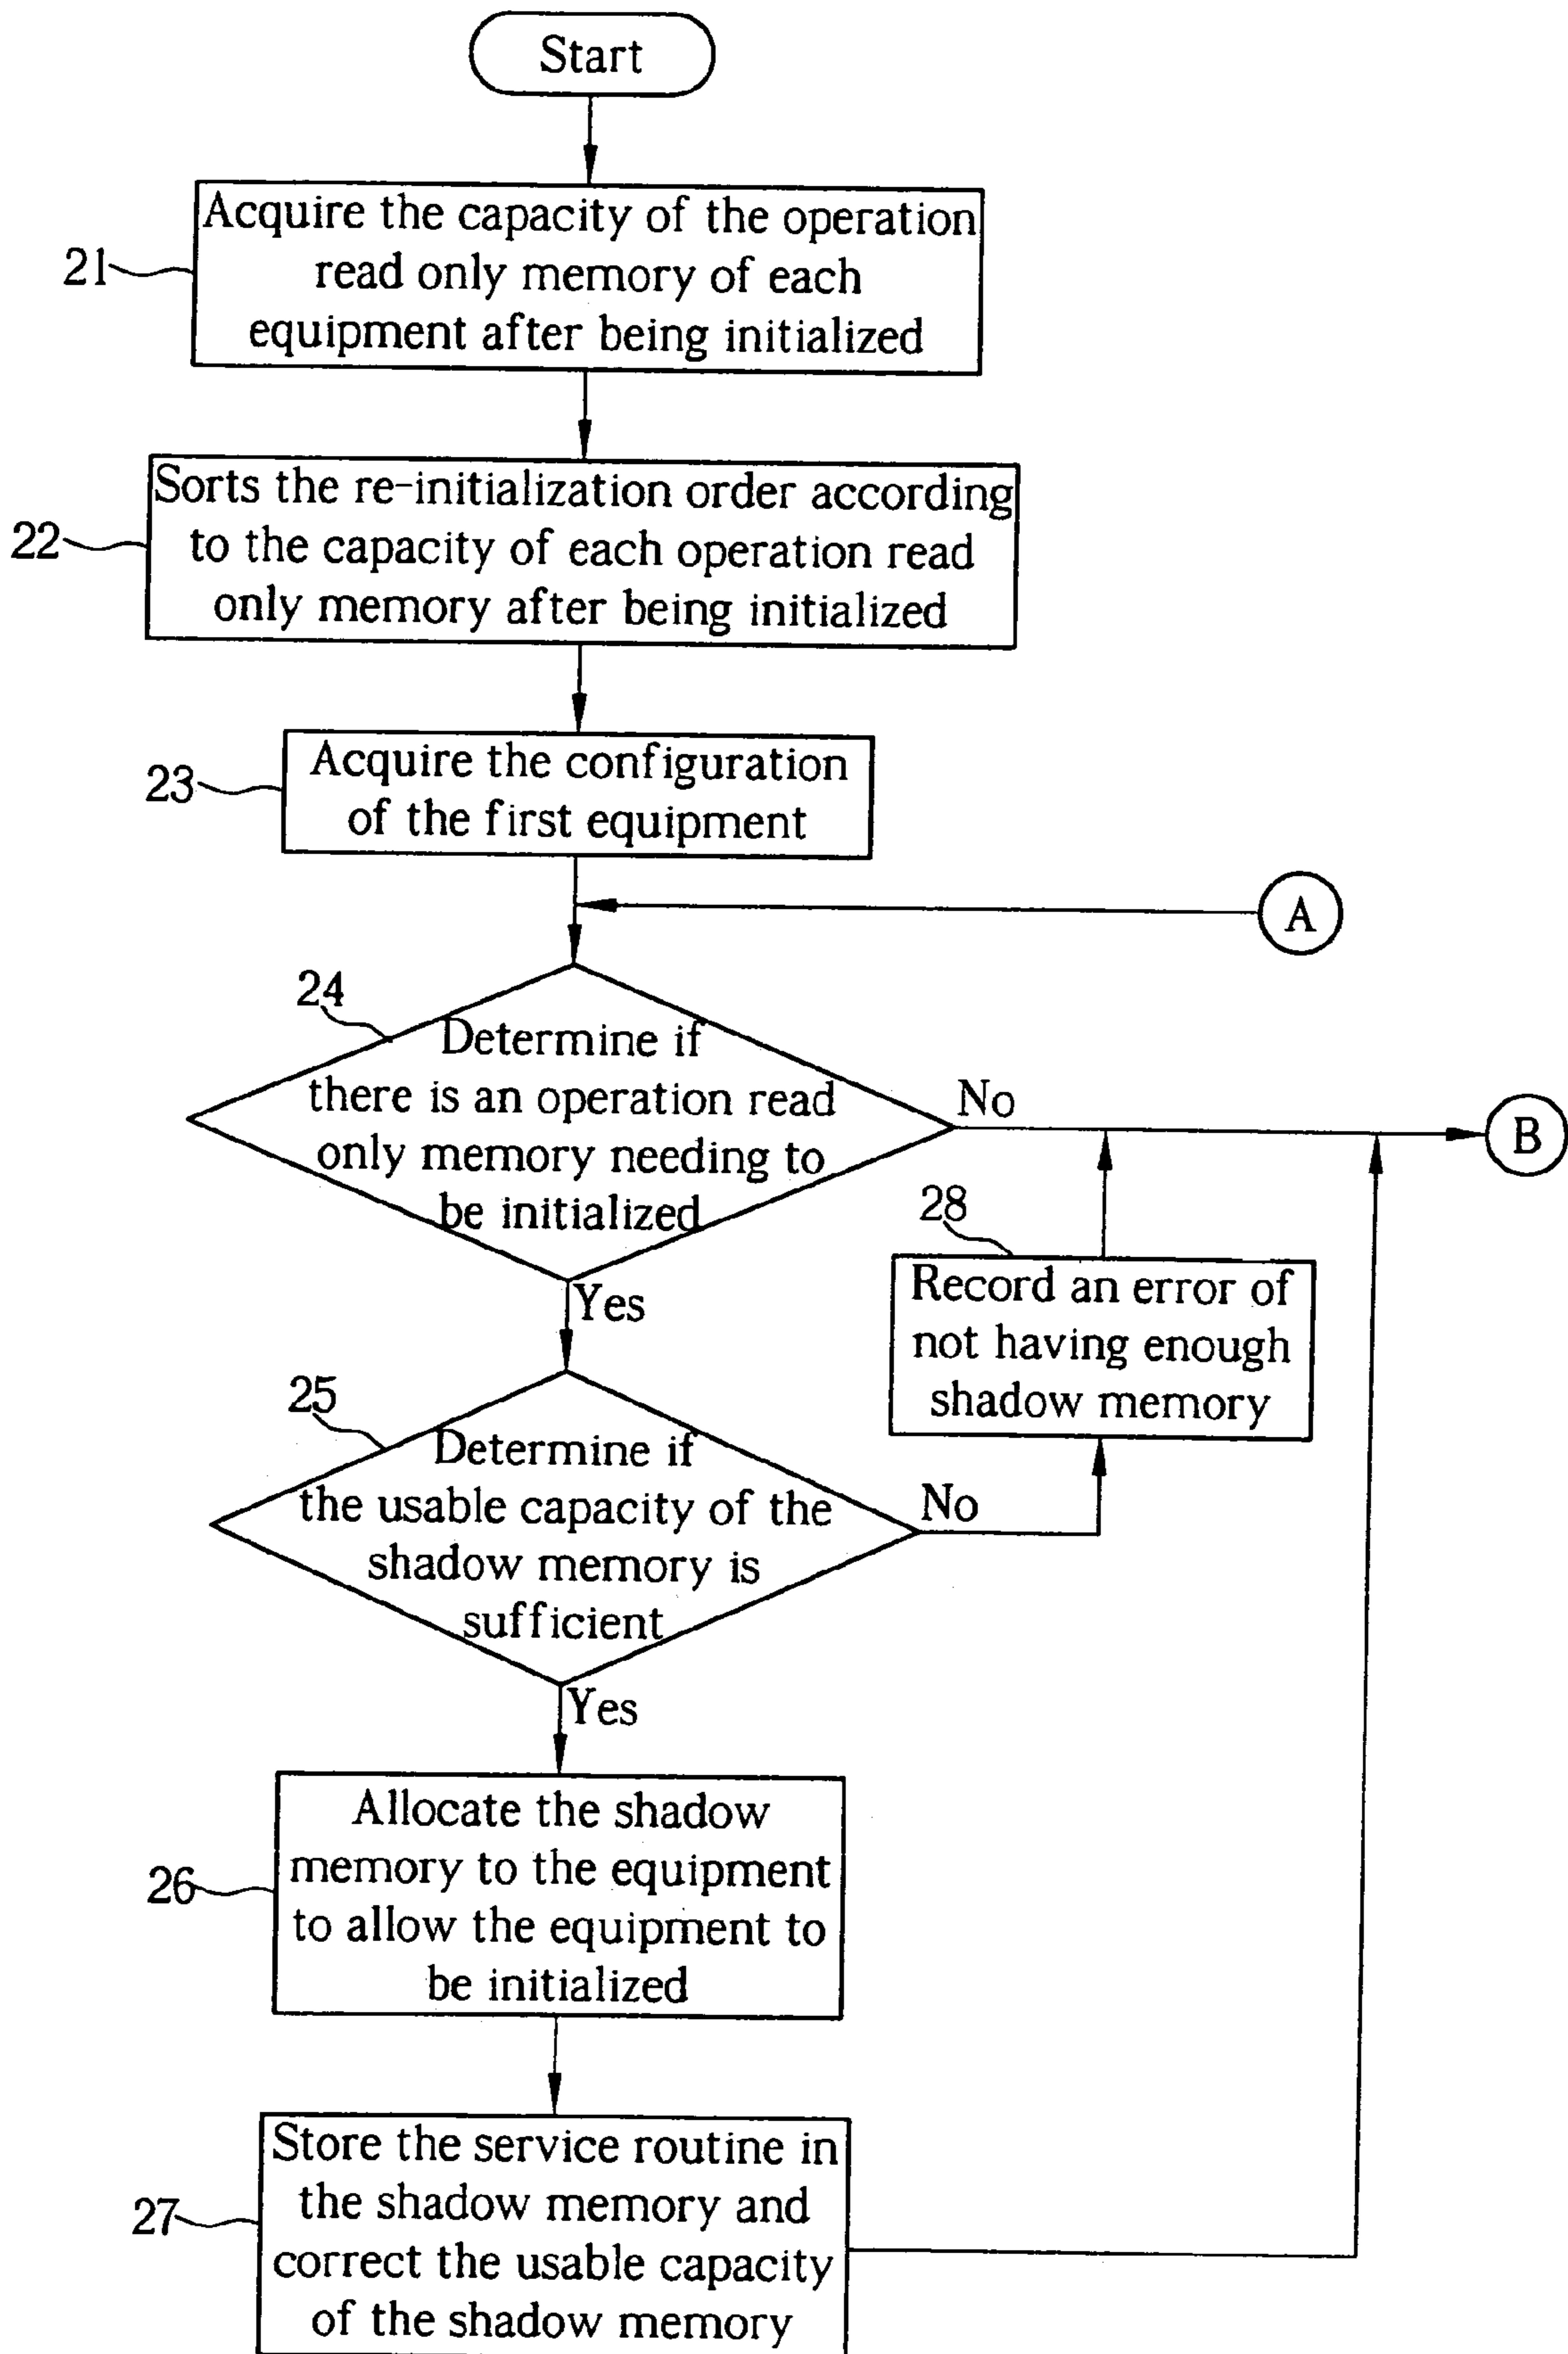 Start
21
Acquire the capacity of the operation
read only memory of each
equipment after being initialized
22
Sorts the re-initialization order according
to the capacity of each operation read
only memory after being initialized
23
Acquire the configuration
of the first equipment
A
24
Determine if
there is an operation read
only memory needing to
be initialized
No
B
Yes
28
Record an error of
not having enough
shadow memory
25
Determine if
the usable capacity of the
shadow memory is
sufficient
No
Yes
26
Allocate the shadow
memory to the equipment
to allow the equipment to
be initialized
27
Store the service routine in
the shadow memory and
correct the usable capacity
of the shadow memory